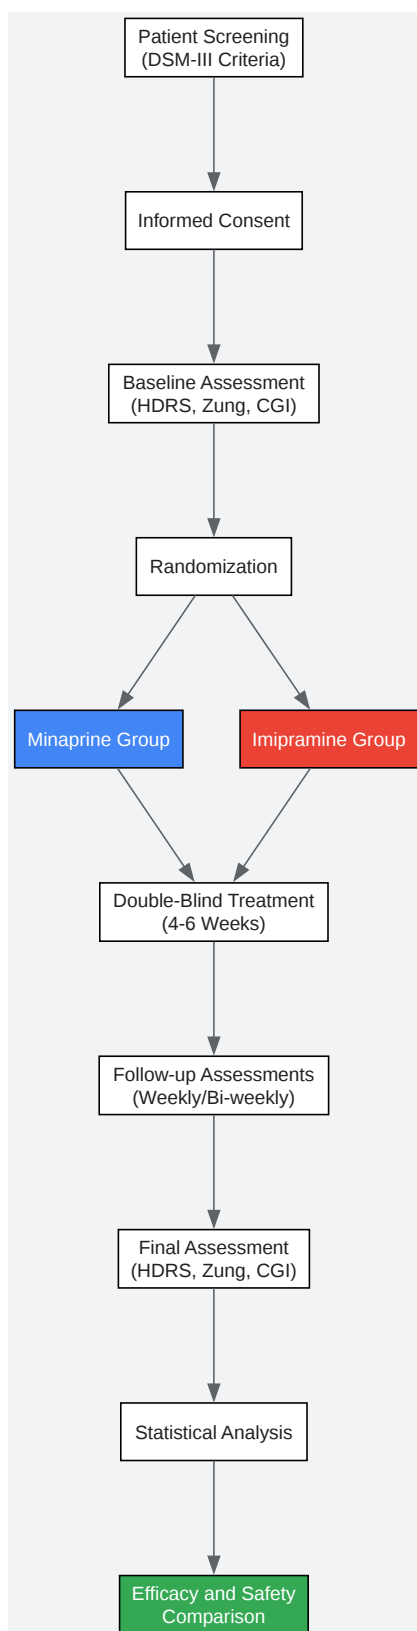 Patient Screening
(DSM-III Criteria)
Informed Consent
Baseline Assessment
(HDRS, Zung, CGI)
Randomization
Minaprine Group
Imipramine Group
Double-Blind Treatment
(4-6 Weeks)
Follow-up Assessments
(Weekly/Bi-weekly)
Final Assessment
(HDRS, Zung, CGI)
Statistical Analysis
Efficacy and Safety
Comparison